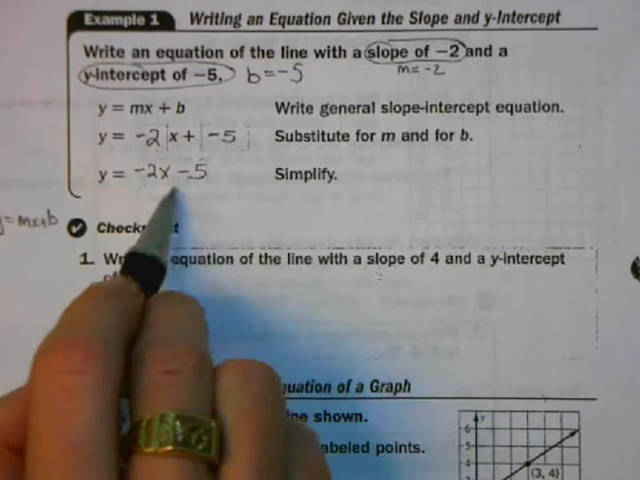 Example 1 Writing an Equation Given the Slope and y-Intercept
Write an equation of the line with a slope of −2 and a
m=-2
y-intercept of −5. b=-5
y = mx + b Write general slope-intercept equation.
y = -2 x + -5 Substitute for m and for b.
y = -2x -5 Simplify.
y=mx+b
1. equation of the line with a slope of 4 and a y-intercept
of a Graph
shown.
points.
y
6
5
4
(3, 4)